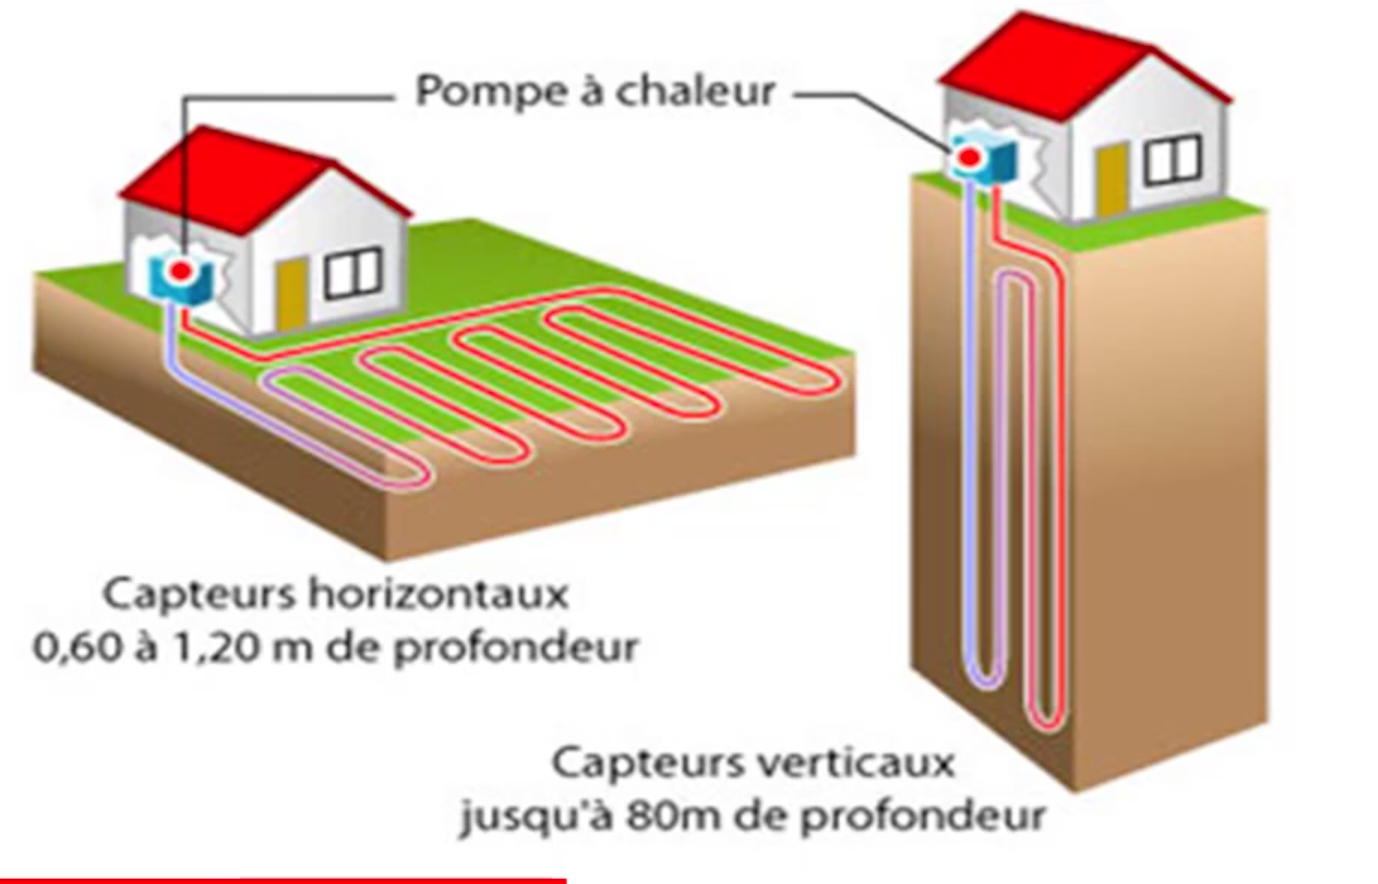 Pompe à chaleur
Capteurs horizontaux
0,60 à 1,20 m de profondeur
Capteurs verticaux
jusqu'à 80m de profondeur